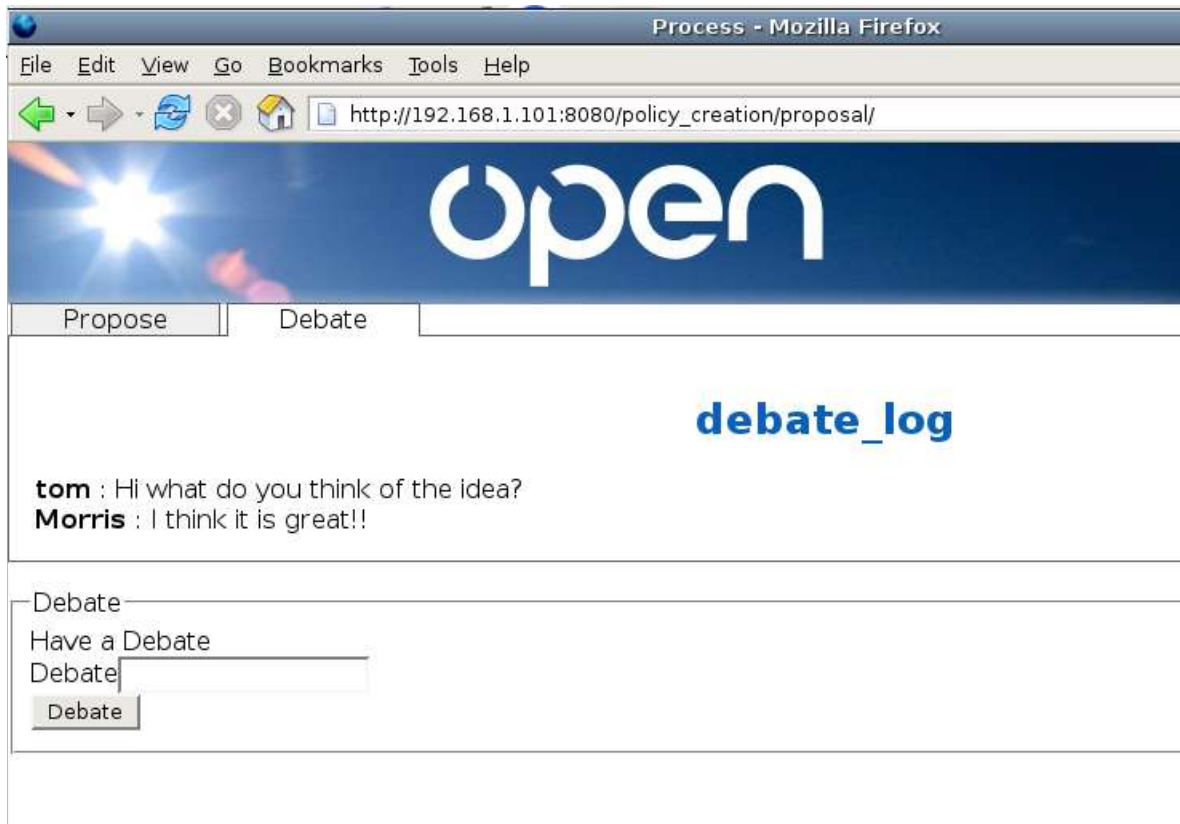 Process - Mozilla Firefox
File Edit View Go Bookmarks Tools Help
http://192.168.1.101:8080/policy_creation/proposal/
open
Propose Debate
debate_log
tom : Hi what do you think of the idea?
Morris : I think it is great!!
Debate
Have a Debate
Debate
Debate